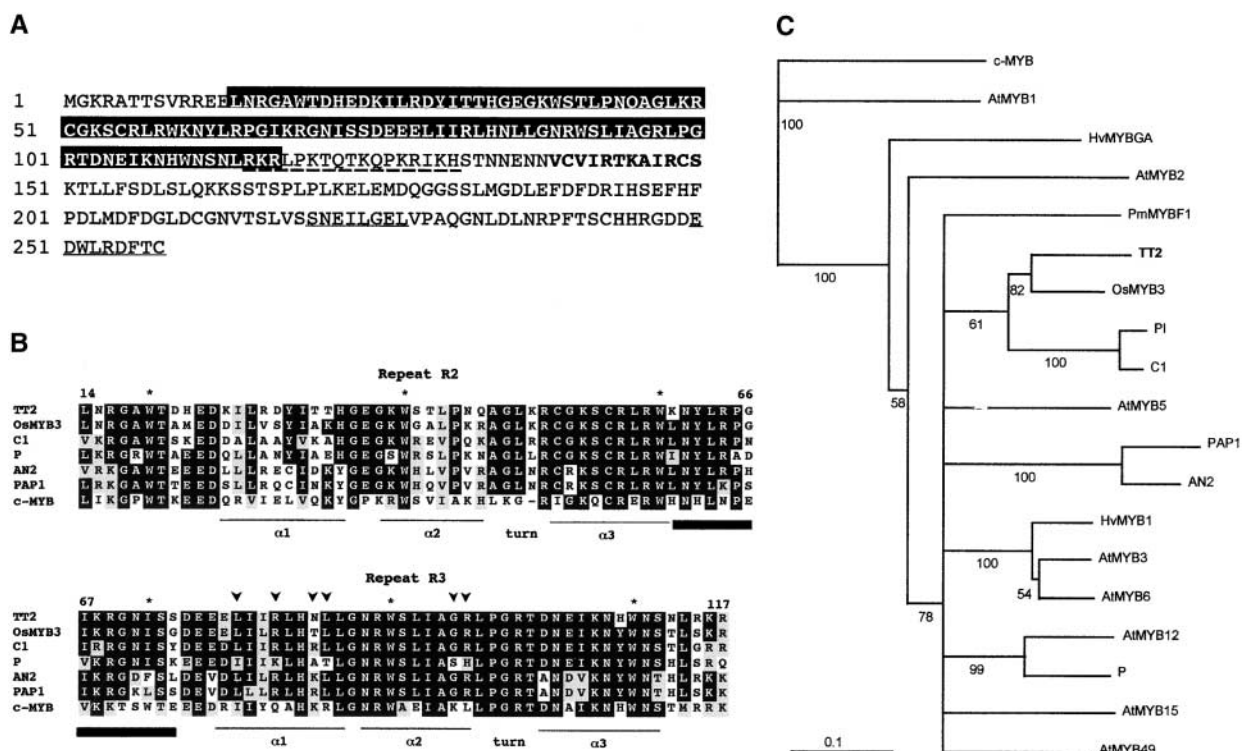 A
1 MGKRATTSVRREELNRGAWTDHEDKILRDYITTHGEGKWSTLPNQAGLKR
51 CGKSCRLRWKNYLRPGIKRGNISSDEEELIIRLHNLLGNRWSLIAGRLPG
101 RTDNEIKNHWNSNLRKRLPKTQTKQPKRIKHSTNNENNVCVIRTKAIRCS
151 KTLLFSDLSLQKKSSTSPLPLKELEMDQGGSSLMGDLEFDFDRIHSEFHF
201 PDLMDFDGLDCGNVTSLVSSNEILGELVPAQGNLDLNRPFTSCHHRGDDE
251 DWLRDFTC
B
Repeat R2
14 * * * 66
TT2 LNRGAWTDHEDKILRDYITTHGEGKWSTLPNQAGLKRCGKSCRLRWKNYLRPG
OsMYB3 LNRGAWTAMEDDILVSYIAKHGEGKWGALPKRAGLKRCGKSCRLRWLNYLRPG
C1 VKRGAWTSKEDDALAAYVKAHGEGKWREVPQKAGLRRCGKSCRLRWLNYLRPN
P LKRGRWTAEEDQLLANYIAEHGEGSWRSLPKNAGLLRCGKSCRLRWINYLRAD
AN2 VRKGAWTEEEDLLLRECIDKYGEGKWHLVPVRAGLNRCRKSCRLRWLNYLRPH
PAP1 LRKGAWTTEEDSLLRQCINKYGEGKWHQVPVRAGLNRCRKSCRLRWLNYLKPS
c-MYB LIKGPWTKEEDQRVIELVQKYGPKRWSVIAKHLKG-RIGKQCRERWHNHLNPE
α1 α2 turn α3
Repeat R3
67 * * * 117
TT2 IKRGNISSDEEELIIRLHNLLGNRWSLIAGRLPGRTDNEIKNHWNSNLRKR
OsMYB3 IKRGNISGDEEELILRLHTLLGNRWSLIAGRLPGRTDNEIKNYWNSTLSKR
C1 IRRGNISYDEEDLIIRLHRLLGNRWSLIAGRLPGRTDNEIKNYWNSTLGRR
P VKRGNISKEEEDIIIKLHATLGNRWSLIASHLPGRTDNEIKNYWNSHLSRQ
AN2 IKRGDFSLDEVDLILRLHKLLGNRWSLIAGRLPGRTANDVKNYWNTHLRKK
PAP1 IKRGKLSSDEVDLLLRLHRLLGNRWSLIAGRLPGRTANDVKNYWNTHLSKK
c-MYB VKKTSWTEEEDRIIYQAHKRLGNRWAEIAKLLPGRTDNAIKNHWNSTMRRK
α1 α2 turn α3
C
c-MYB
AtMYB1
100
HvMYBGA
AtMYB2
PmMYBF1
TT2
100
82
OsMYB3
61
Pl
100
C1
58
AtMYB5
PAP1
100
AN2
HvMYB1
100
AtMYB3
54
AtMYB6
78
AtMYB12
99
P
AtMYB15
0.1
AtMYB49